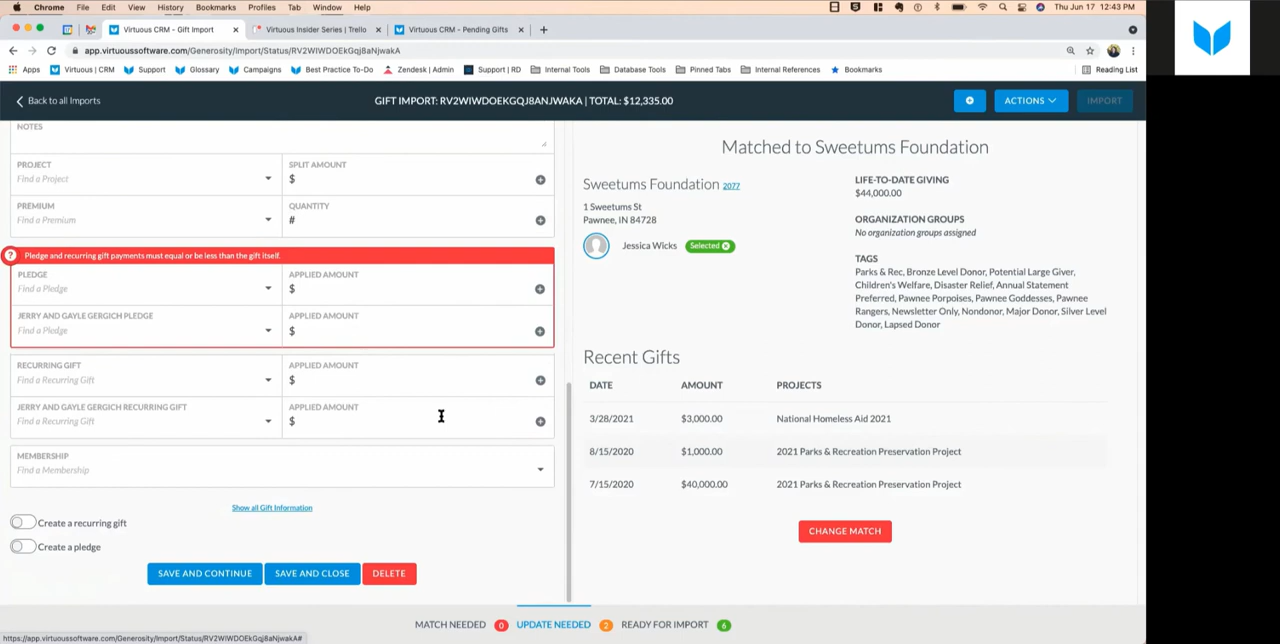 Chrome File Edit View History Bookmarks Profiles Tab Window Help Thu Jun 17 12:43 PM
Virtuous CRM - Gift Import Virtuous Insider Series | Trello Virtuous CRM - Pending Gifts
app.virtuoussoftware.com/Generosity/Import/Status/RV2WIWDOEkGqj8aNjwakA
Apps Virtuous | CRM Support Glossary Campaigns Best Practice To-Do Zendesk | Admin Support | RD Internal Tools Database Tools Pinned Tabs Internal References Bookmarks Reading List
Back to all Imports GIFT IMPORT: RV2WIWDOEKGQJ8ANJWAKA | TOTAL: $12,335.00 ACTIONS IMPORT
NOTES
PROJECT SPLIT AMOUNT
Find a Project $
PREMIUM QUANTITY
Find a Premium #
Pledge and recurring gift payments must equal or be less than the gift itself.
PLEDGE APPLIED AMOUNT
Find a Pledge $
JERRY AND GAYLE GERGICH PLEDGE APPLIED AMOUNT
Find a Pledge $
RECURRING GIFT APPLIED AMOUNT
Find a Recurring Gift $
JERRY AND GAYLE GERGICH RECURRING GIFT APPLIED AMOUNT
Find a Recurring Gift $
MEMBERSHIP
Find a Membership
Show all Gift Information
Create a recurring gift
Create a pledge
SAVE AND CONTINUE SAVE AND CLOSE DELETE
Matched to Sweetums Foundation
Sweetums Foundation 2077
1 Sweetums St
Pawnee, IN 84728
Jessica Wicks Selected
LIFE-TO-DATE GIVING
$44,000.00
ORGANIZATION GROUPS
No organization groups assigned
TAGS
Parks & Rec, Bronze Level Donor, Potential Large Giver,
Children's Welfare, Disaster Relief, Annual Statement
Preferred, Pawnee Porpoises, Pawnee Goddesses, Pawnee
Rangers, Newsletter Only, Nondonor, Major Donor, Silver Level
Donor, Lapsed Donor
Recent Gifts
DATE AMOUNT PROJECTS
3/28/2021 $3,000.00 National Homeless Aid 2021
8/15/2020 $1,000.00 2021 Parks & Recreation Preservation Project
7/15/2020 $40,000.00 2021 Parks & Recreation Preservation Project
CHANGE MATCH
MATCH NEEDED 0 UPDATE NEEDED 2 READY FOR IMPORT 6
https://app.virtuoussoftware.com/Generosity/Import/Status/RV2WIWDOEkGqj8aNjwakA#